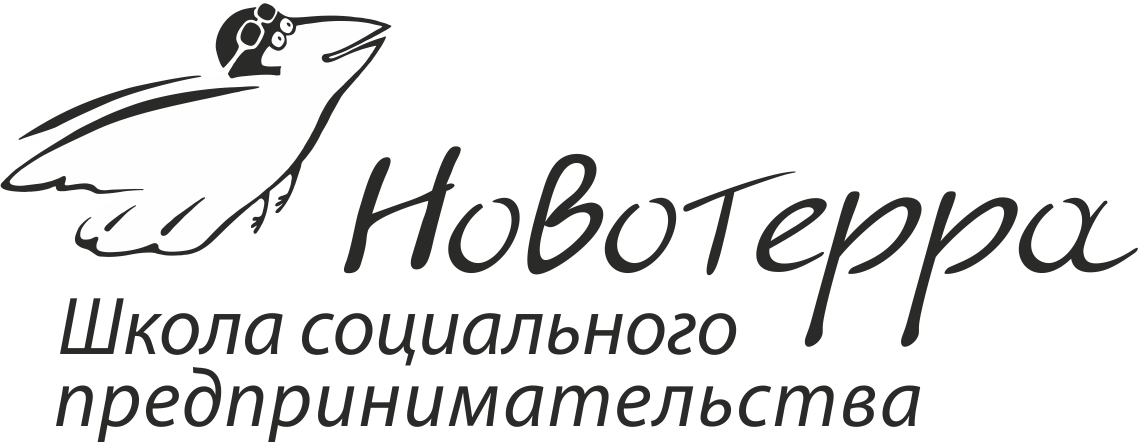 Новотерра
Школа социального
предпринимательства